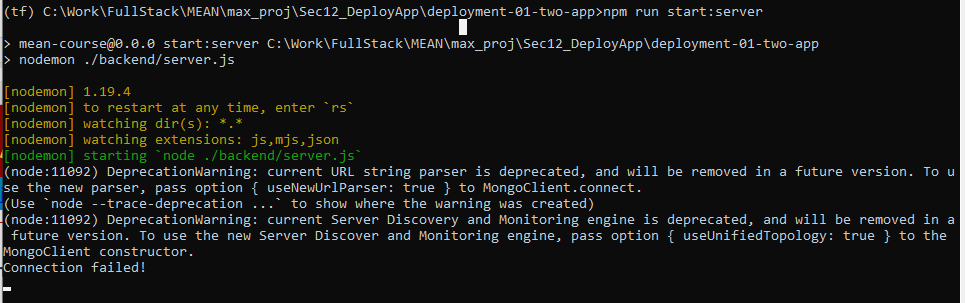 (tf) C:\Work\FullStack\MEAN\max_proj\Sec12_DeployApp\deployment-01-two-app>npm run start:server
> mean-course@0.0.0 start:server C:\Work\FullStack\MEAN\max_proj\Sec12_DeployApp\deployment-01-two-app
> nodemon ./backend/server.js
[nodemon] 1.19.4
[nodemon] to restart at any time, enter `rs`
[nodemon] watching dir(s): *.*
[nodemon] watching extensions: js,mjs,json
[nodemon] starting `node ./backend/server.js`
(node:11092) DeprecationWarning: current URL string parser is deprecated, and will be removed in a future version. To u
se the new parser, pass option { useNewUrlParser: true } to MongoClient.connect.
(Use `node --trace-deprecation ...` to show where the warning was created)
(node:11092) DeprecationWarning: current Server Discovery and Monitoring engine is deprecated, and will be removed in a
 future version. To use the new Server Discover and Monitoring engine, pass option { useUnifiedTopology: true } to the
MongoClient constructor.
Connection failed!